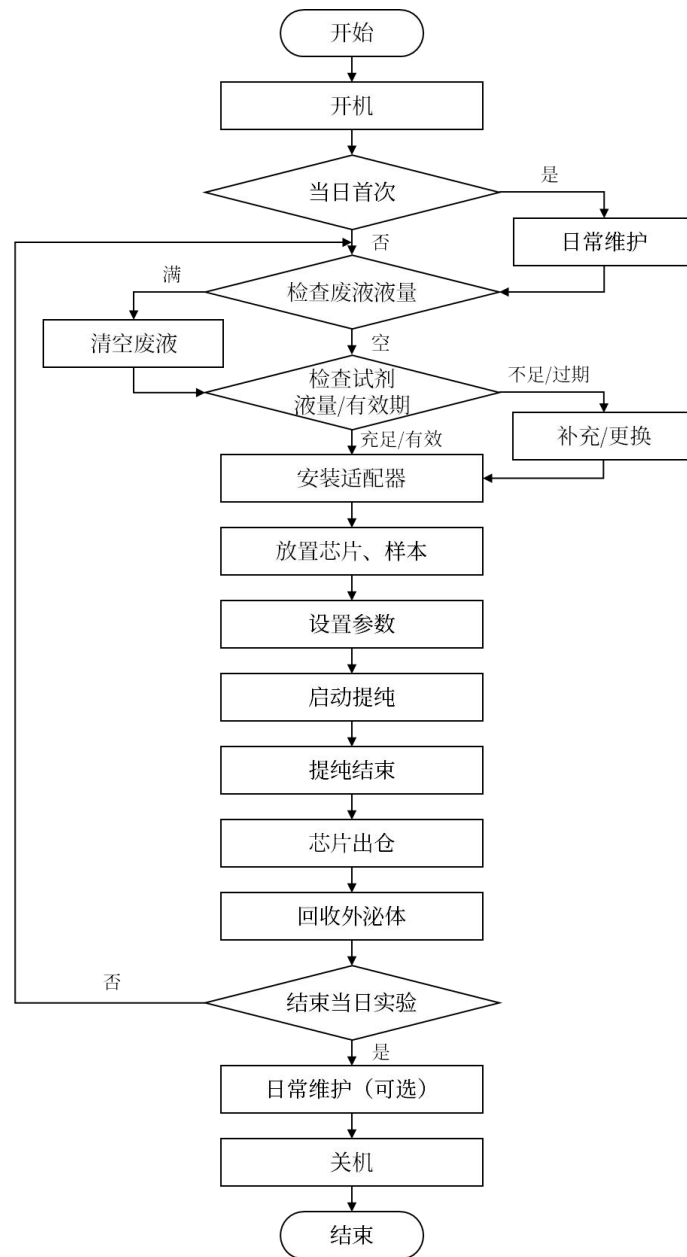 开始
开机
当日首次
是
日常维护
否
检查废液液量
满
清空废液
空
检查试剂
液量/有效期
不足/过期
补充/更换
充足/有效
安装适配器
放置芯片、样本
设置参数
启动提纯
提纯结束
芯片出仓
回收外泌体
结束当日实验
否
是
日常维护（可选）
关机
结束